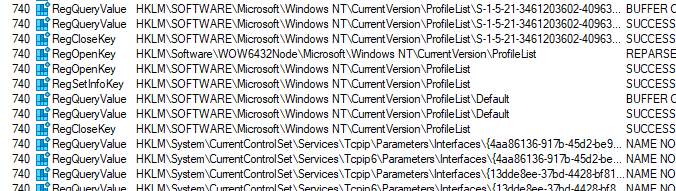 740 RegQueryValue HKLM\SOFTWARE\Microsoft\Windows NT\CurrentVersion\ProfileList\S-1-5-21-3461203602-40963... BUFFER O
740 RegQueryValue HKLM\SOFTWARE\Microsoft\Windows NT\CurrentVersion\ProfileList\S-1-5-21-3461203602-40963... SUCCESS
740 RegCloseKey HKLM\SOFTWARE\Microsoft\Windows NT\CurrentVersion\ProfileList\S-1-5-21-3461203602-40963... SUCCESS
740 RegOpenKey HKLM\Software\WOW6432Node\Microsoft\Windows NT\CurrentVersion\ProfileList REPARSE
740 RegOpenKey HKLM\SOFTWARE\Microsoft\Windows NT\CurrentVersion\ProfileList SUCCESS
740 RegSetInfoKey HKLM\SOFTWARE\Microsoft\Windows NT\CurrentVersion\ProfileList SUCCESS
740 RegQueryValue HKLM\SOFTWARE\Microsoft\Windows NT\CurrentVersion\ProfileList\Default BUFFER O
740 RegQueryValue HKLM\SOFTWARE\Microsoft\Windows NT\CurrentVersion\ProfileList\Default SUCCESS
740 RegCloseKey HKLM\SOFTWARE\Microsoft\Windows NT\CurrentVersion\ProfileList SUCCESS
740 RegQueryValue HKLM\System\CurrentControlSet\Services\Tcpip\Parameters\Interfaces\{4aa86136-917b-45d2-be9... NAME NO
740 RegQueryValue HKLM\System\CurrentControlSet\Services\Tcpip6\Parameters\Interfaces\{4aa86136-917b-45d2-be... NAME NO
740 RegQueryValue HKLM\System\CurrentControlSet\Services\Tcpip\Parameters\Interfaces\{13dde8ee-37bd-4428-bf81... NAME NO
740 RegQueryValue HKLM\System\CurrentControlSet\Services\Tcpip6\Parameters\Interfaces\{13dde8ee-37bd-4428-bf8... NAME NO